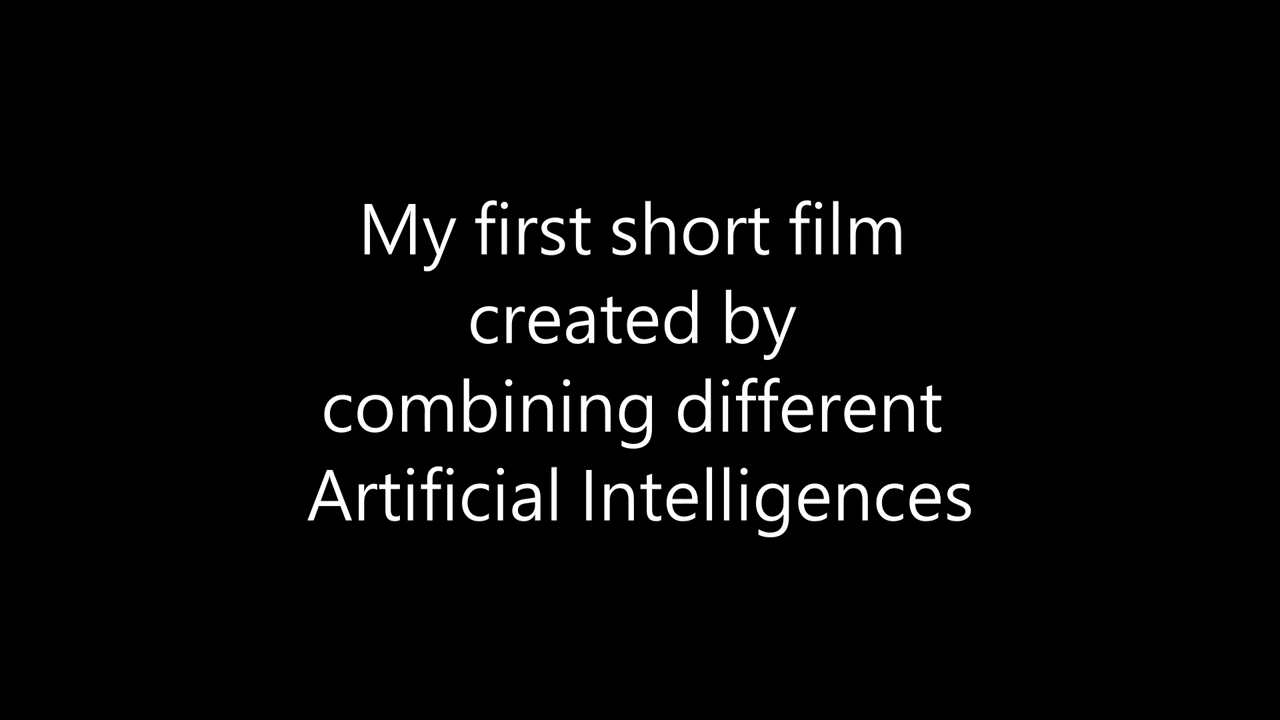 My first short film
created by
combining different
Artificial Intelligences